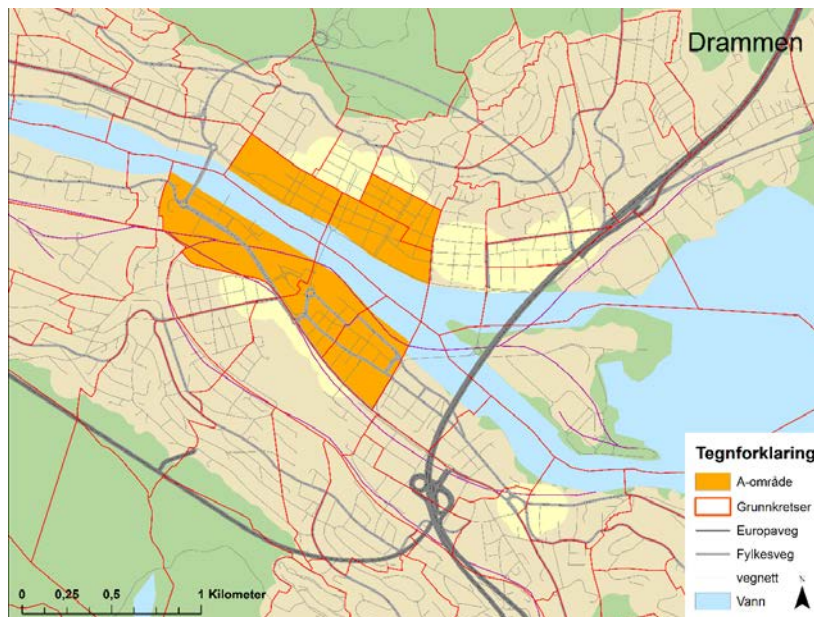 Drammen
Tegnforklaring
A-område
Grunnkretser
Europaveg
Fylkesveg
vegnett
Vann
N
0 0,25 0,5 1 Kilometer